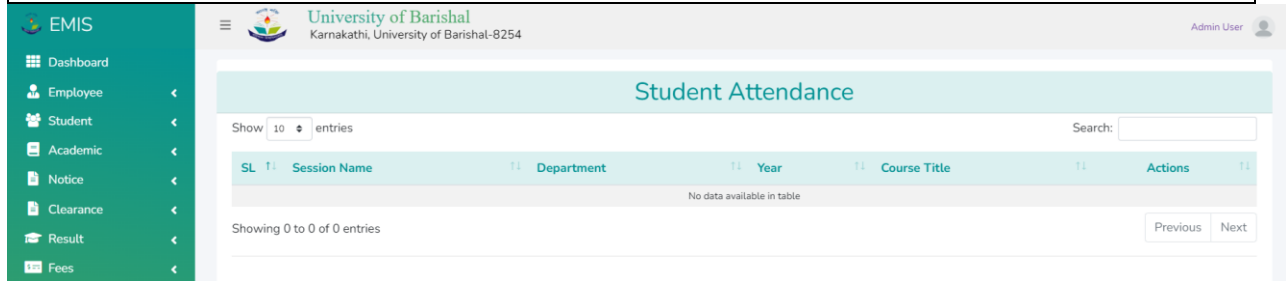 EMIS
University of Barishal
Karnakathi, University of Barishal-8254
Admin User
Dashboard
Employee
Student
Academic
Notice
Clearance
Result
Fees
Student Attendance
Show 10 entries
Search:
SL Session Name Department Year Course Title Actions
No data available in table
Showing 0 to 0 of 0 entries
Previous Next